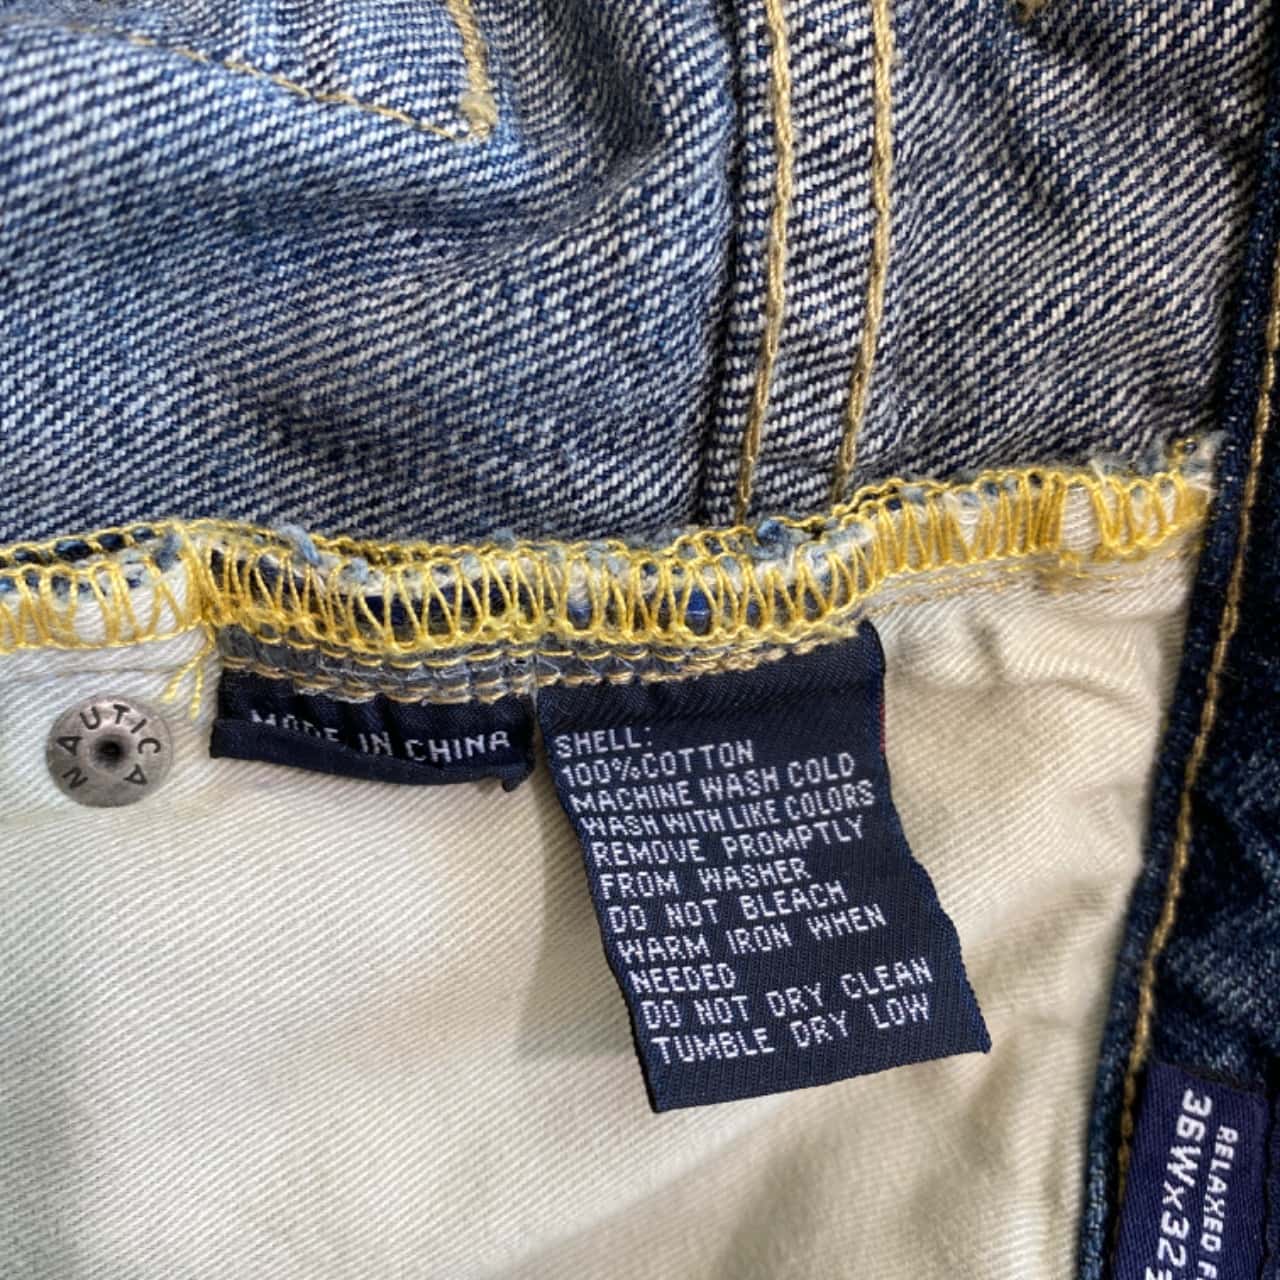 NAUTICA
MADE IN CHINA
SHELL:
100%COTTON
MACHINE WASH COLD
WASH WITH LIKE COLORS
REMOVE PROMPTLY
FROM WASHER
DO NOT BLEACH
WARM IRON WHEN
NEEDED
DO NOT DRY CLEAN
TUMBLE DRY LOW
RELAXED
36Wx32